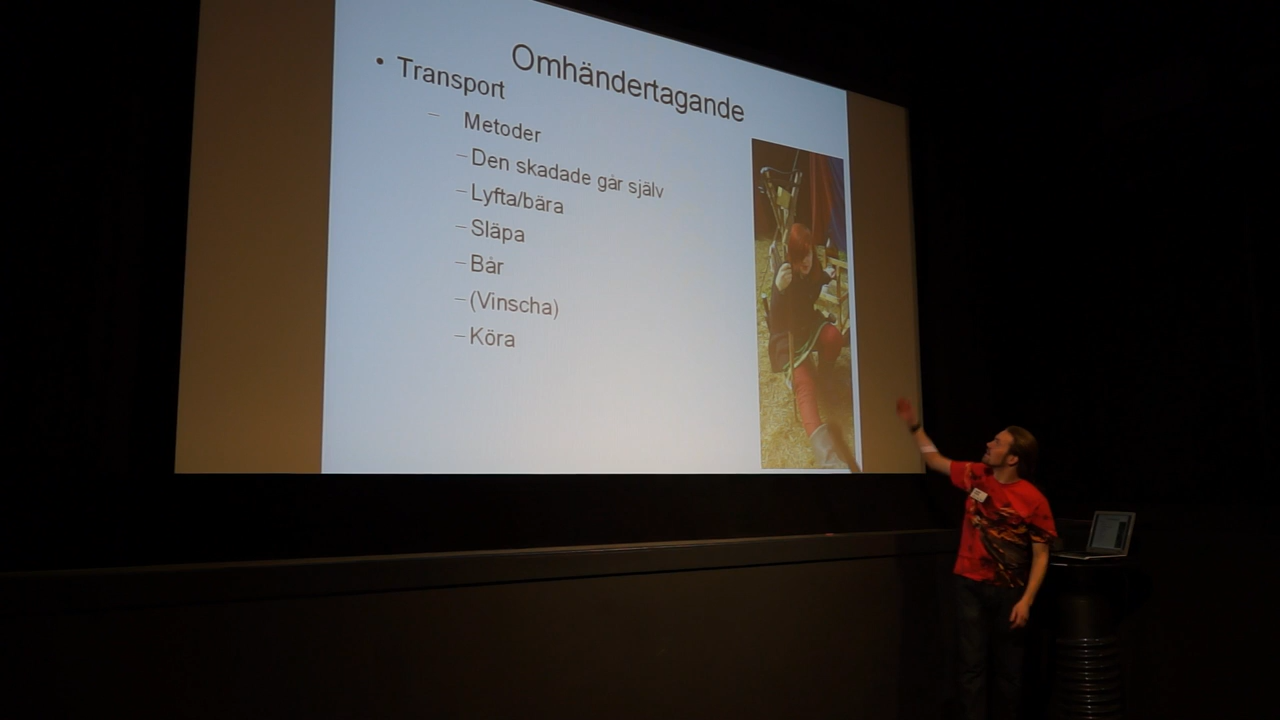 Omhändertagande
• Transport
– Metoder
– Den skadade går själv
– Lyfta/bära
– Släpa
– Bår
– (Vinscha)
– Köra